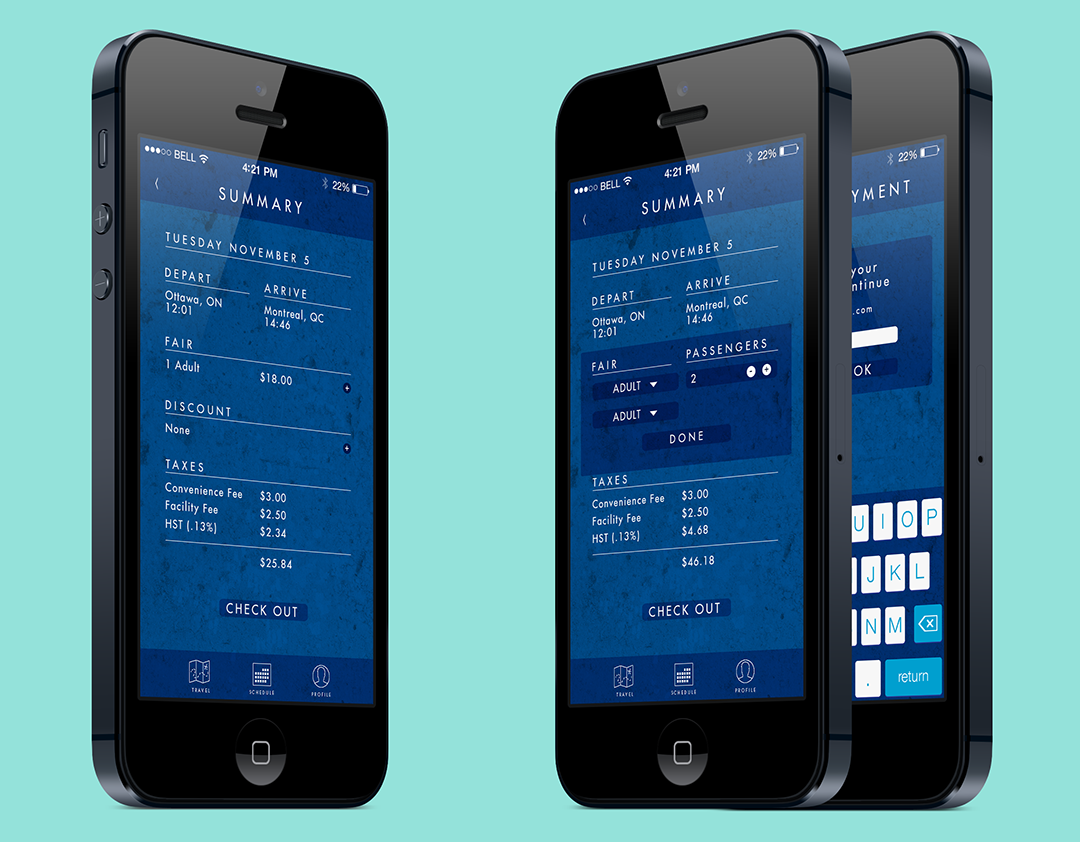 BELL
4:21 PM
22%
SUMMARY
TUESDAY NOVEMBER 5
DEPART ARRIVE
Ottawa, ON Montreal, QC
12:01 14:46
FAIR
1 Adult $18.00
+
DISCOUNT
None
+
TAXES
Convenience Fee $3.00
Facility Fee $2.50
HST (.13%) $2.34
$25.84
CHECK OUT
TRAVEL SCHEDULE PROFILE
BELL
4:21 PM
22%
SUMMARY
TUESDAY NOVEMBER 5
DEPART ARRIVE
Ottawa, ON Montreal, QC
12:01 14:46
FAIR PASSENGERS
ADULT 2 - +
ADULT
DONE
TAXES
Convenience Fee $3.00
Facility Fee $2.50
HST (.13%) $4.68
$46.18
CHECK OUT
TRAVEL SCHEDULE PROFILE
22%
YMENT
your
ntinue
.com
OK
U I O P
J K L
N M
. return